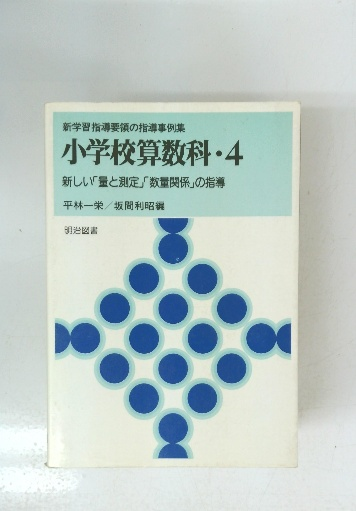 新学習指導要領の指導事例集
小学校算数科・4
新しい「量と測定」「数量関係」の指導
平林一栄/坂間利昭編
明治図書